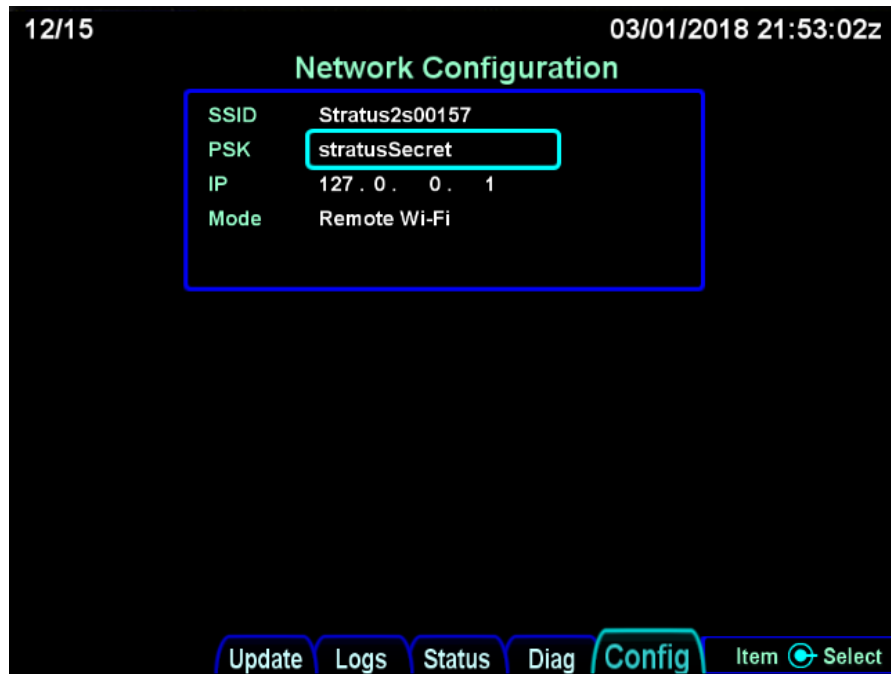 12/15 03/01/2018 21:53:02z
Network Configuration
SSID Stratus2s00157
PSK stratusSecret
IP 127 . 0 . 0 . 1
Mode Remote Wi-Fi
Update Logs Status Diag Config Item Select